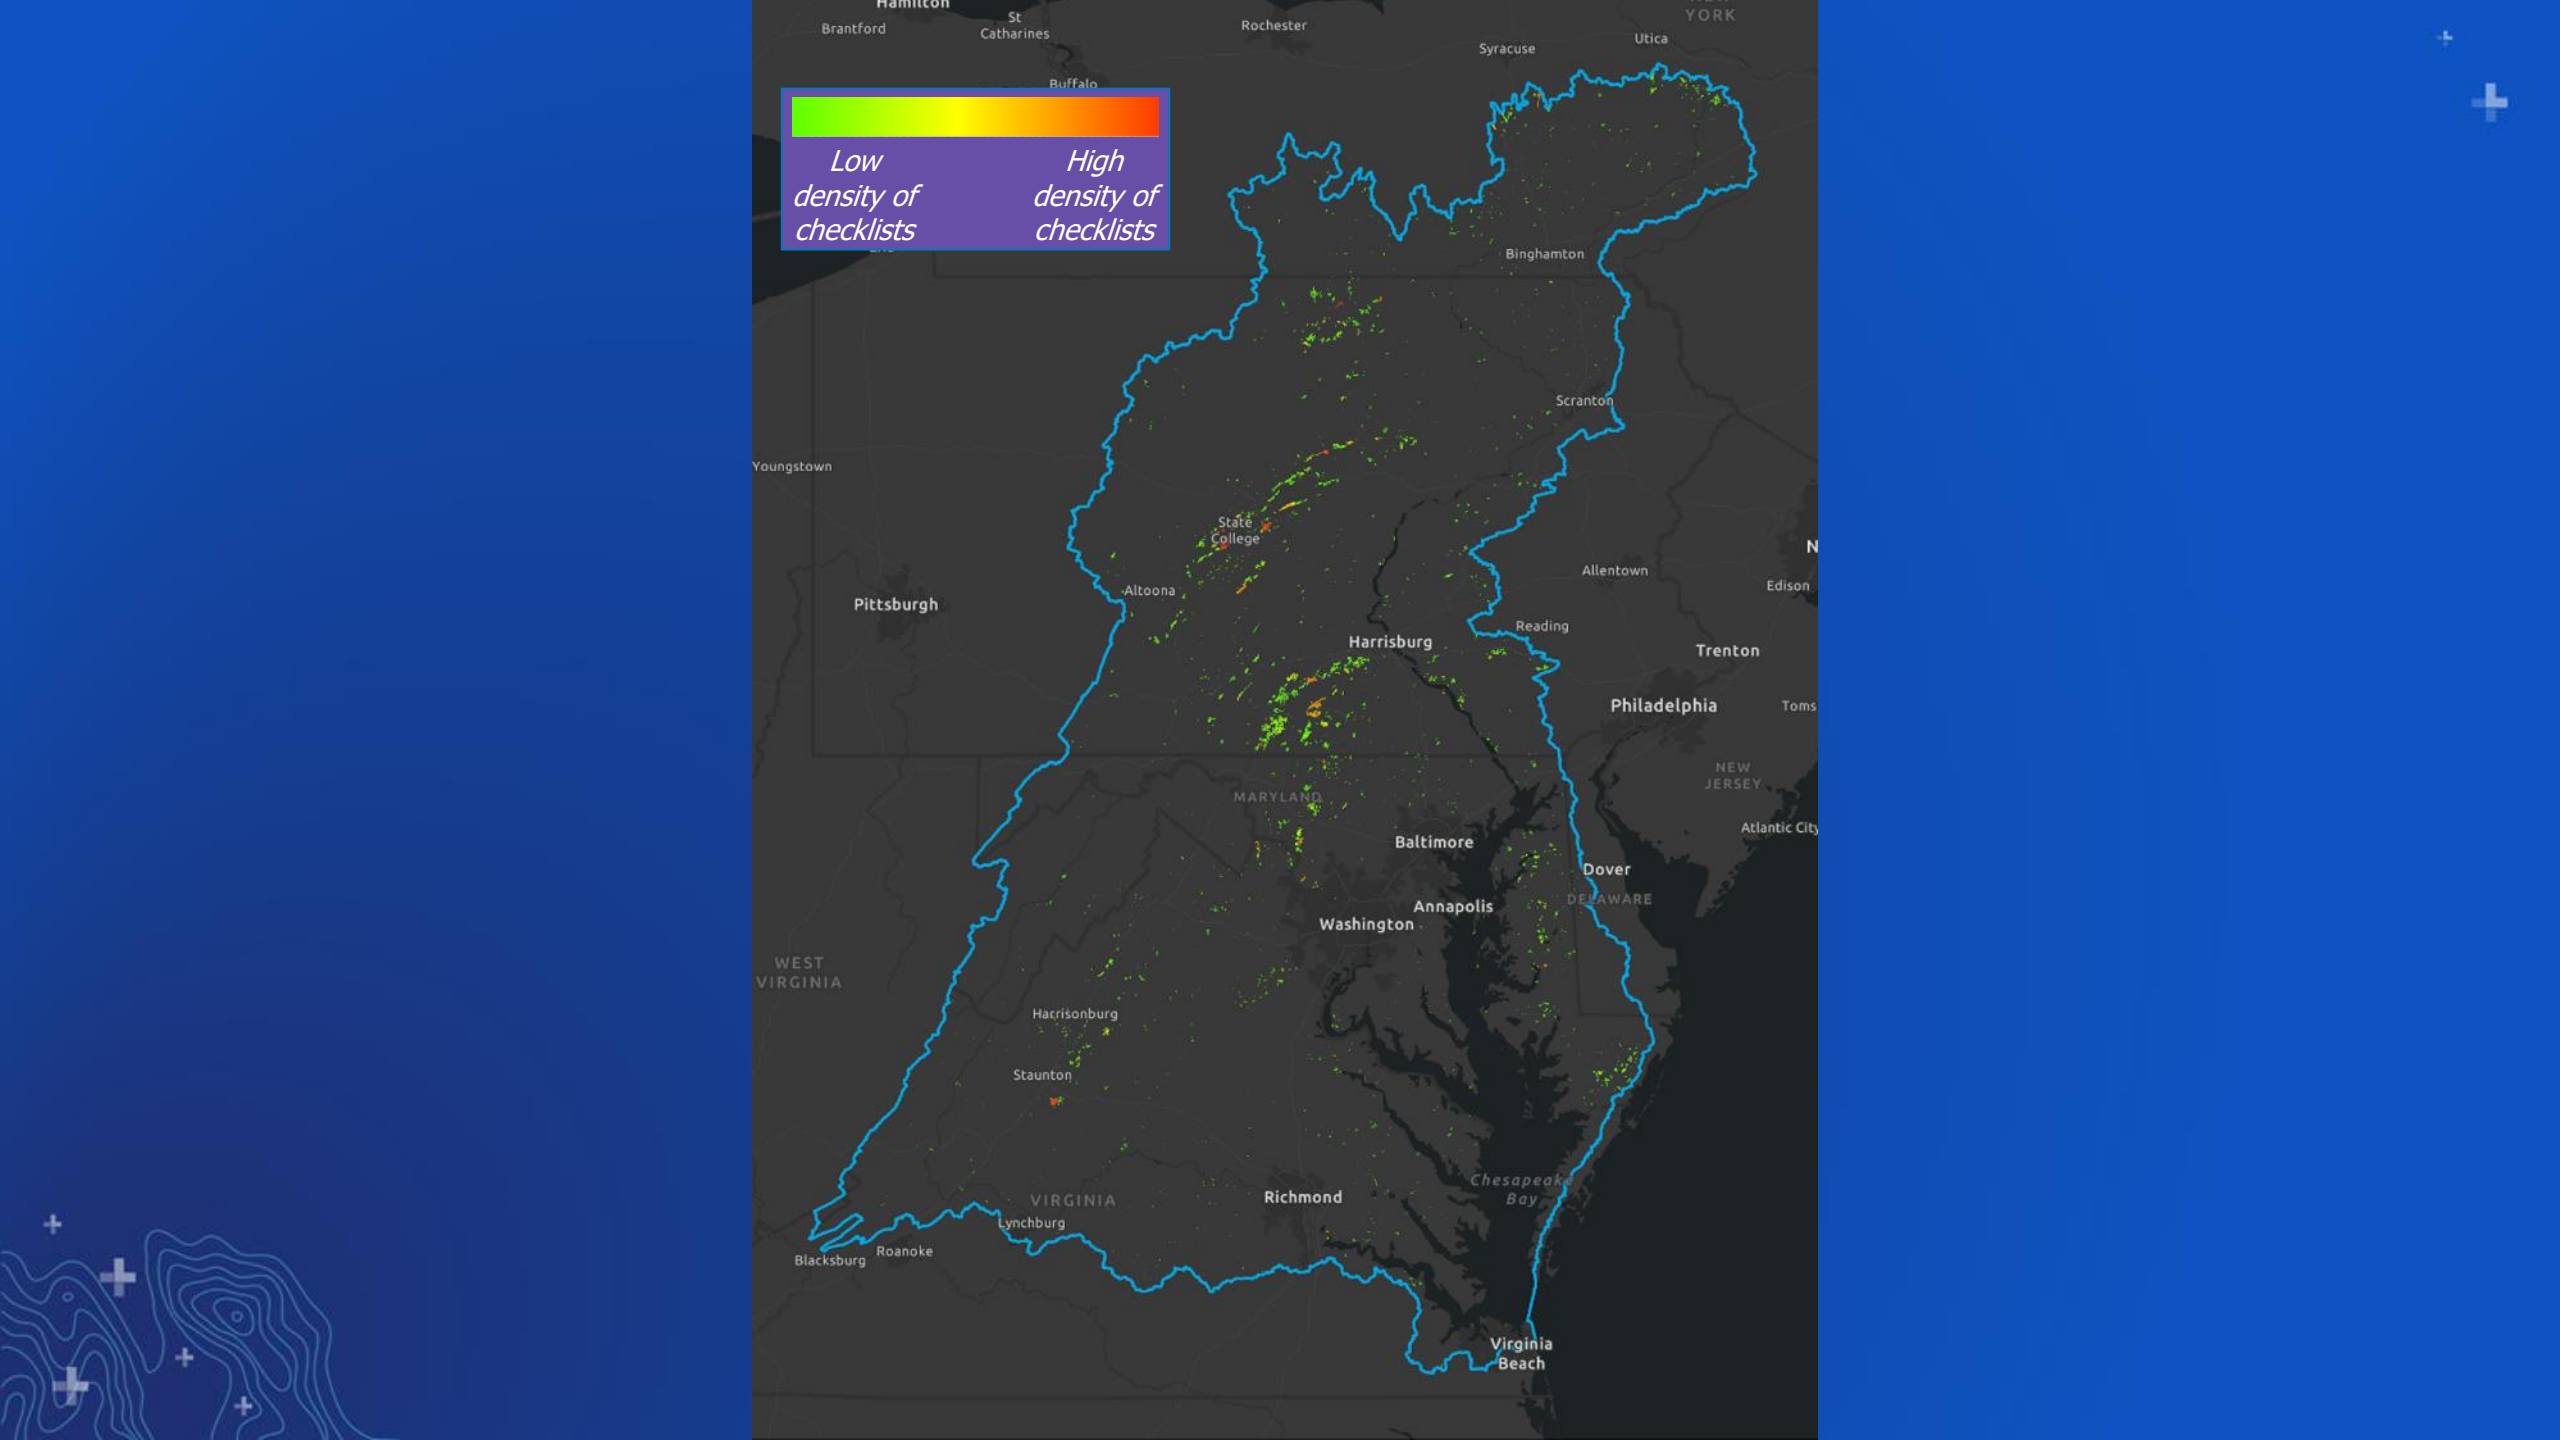 Hamilton
Brantford
St
Catharines
Rochester
YORK
Syracuse
Utica
Buffalo
Low
density of
checklists
High
density of
checklists
Binghamton
Scranton
Youngstown
State
College
Allentown
N
Edison
Altoona
Pittsburgh
Reading
Harrisburg
Trenton
Philadelphia
Toms
NEW
JERSEY
MARYLAND
Atlantic City
Baltimore
Dover
DELAWARE
Annapolis
Washington
WEST
VIRGINIA
Harrisonburg
Staunton
Chesapeake
Bay
VIRGINIA
Richmond
Lynchburg
Roanoke
Blacksburg
Virginia
Beach